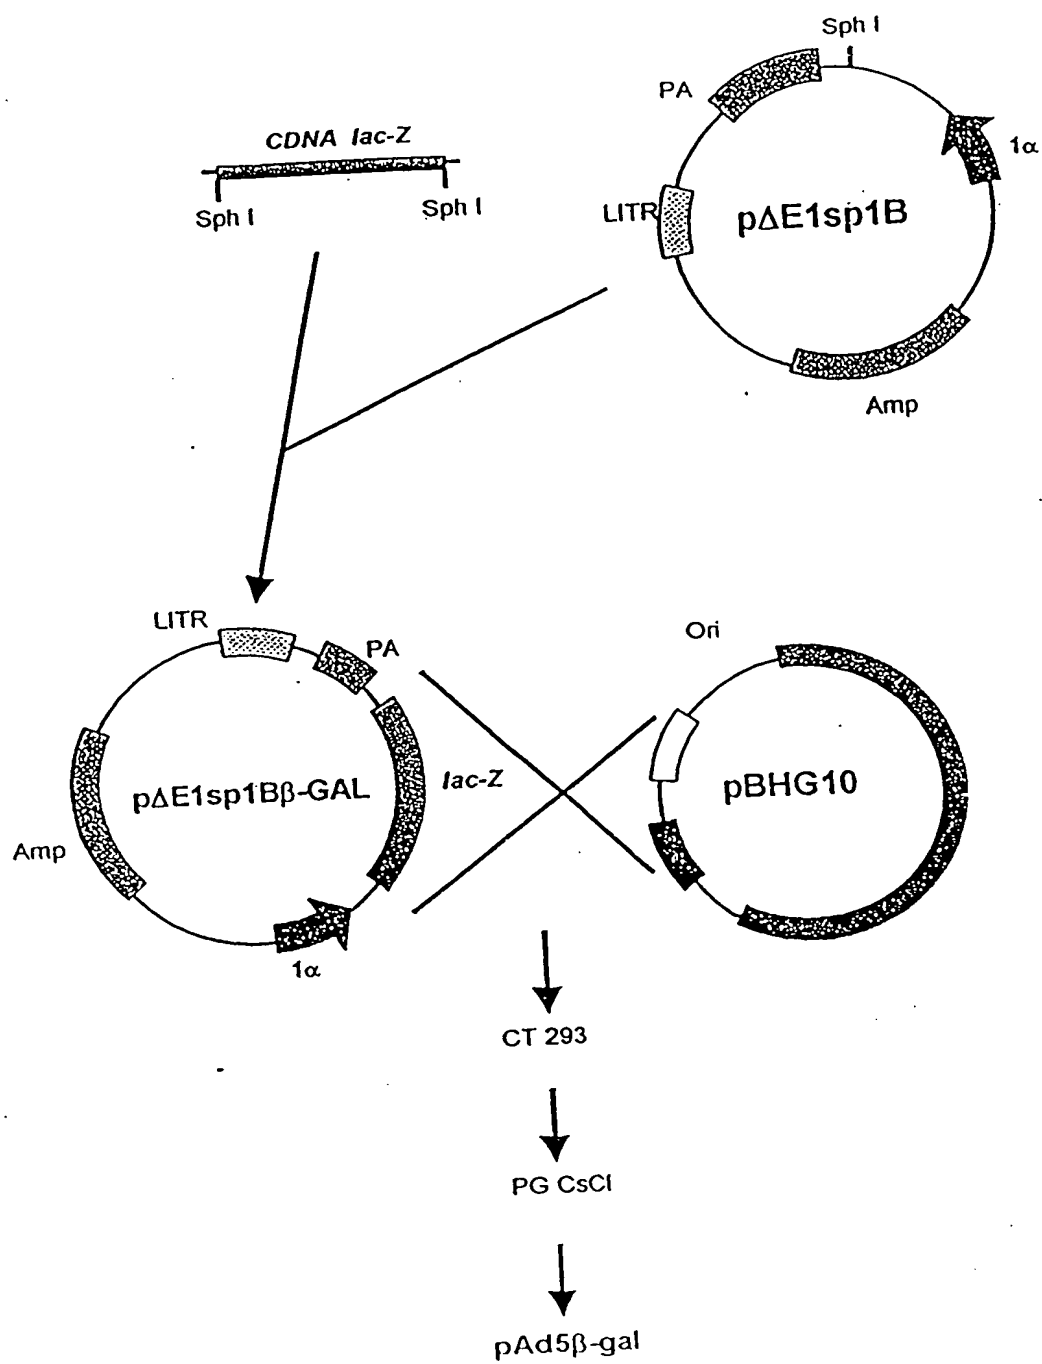 Sph I
PA
CDNA lac-Z
1α
Sph I
Sph I
LITR
pΔE1sp1B
Amp
LITR
PA
Ori
lac-Z
pΔE1sp1Bβ-GAL
pBHG10
Amp
1α
CT 293
PG CsCl
pAd5β-gal